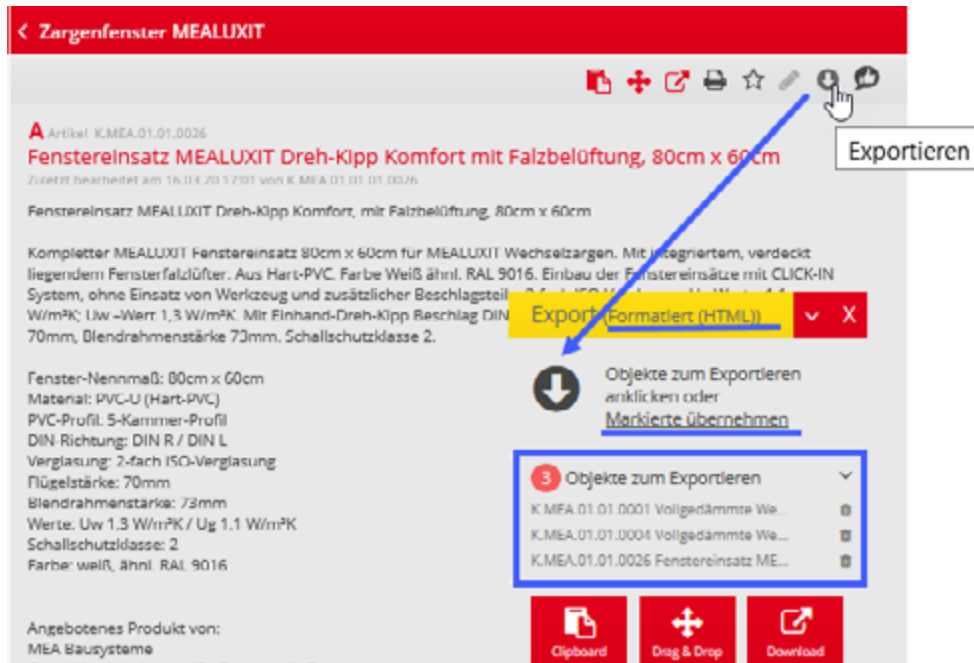 Zargenfenster MEALUXIT
Exportieren
A Artikel K.MEA.01.01.0026
Fenstereinsatz MEALUXIT Dreh-Kipp Komfort mit Falzbelüftung, 80cm x 60cm
Zuletzt bearbeitet am 16.03.20 17:01 von K.MEA.01.01.01.0026
Fenstereinsatz MEALUXIT Dreh-Kipp Komfort, mit Falzbelüftung, 80cm x 60cm
Kompletter MEALUXIT Fenstereinsatz 80cm x 60cm für MEALUXIT Wechselzargen. Mit integriertem, verdeckt
liegendem Fensterfalzlüfter. Aus Hart-PVC. Farbe Weiß ähnl. RAL 9016. Einbau der Fenstereinsätze mit CLICK-IN
System, ohne Einsatz von Werkzeug und zusätzlicher
W/m²K; Uw –Wert 1,3 W/m²K. Mit Einhand-Dreh-Kipp Beschlag DIN
70mm, Blendrahmenstärke 73mm. Schallschutzklasse 2.
Fenster-Nennmaß: 80cm x 60cm
Material: PVC-U (Hart-PVC)
PVC-Profil: 5-Kammer-Profil
DIN-Richtung: DIN R / DIN L
Verglasung: 2-fach ISO-Verglasung
Flügelstärke: 70mm
Blendrahmenstärke: 73mm
Werte: Uw 1.3 W/m²K / Ug 1.1 W/m²K
Schallschutzklasse: 2
Farbe: weiß, ähnl. RAL 9016
Angebotenes Produkt von:
MEA Bausysteme
Export (Formatiert (HTML)) X
Objekte zum Exportieren
anklicken oder
Markierte übernehmen
3 Objekte zum Exportieren
K.MEA.01.01.0001 Vollgedämmte We...
K.MEA.01.01.0004 Vollgedämmte We...
K.MEA.01.01.0026 Fenstereinsatz ME...
Clipboard Drag & Drop Download